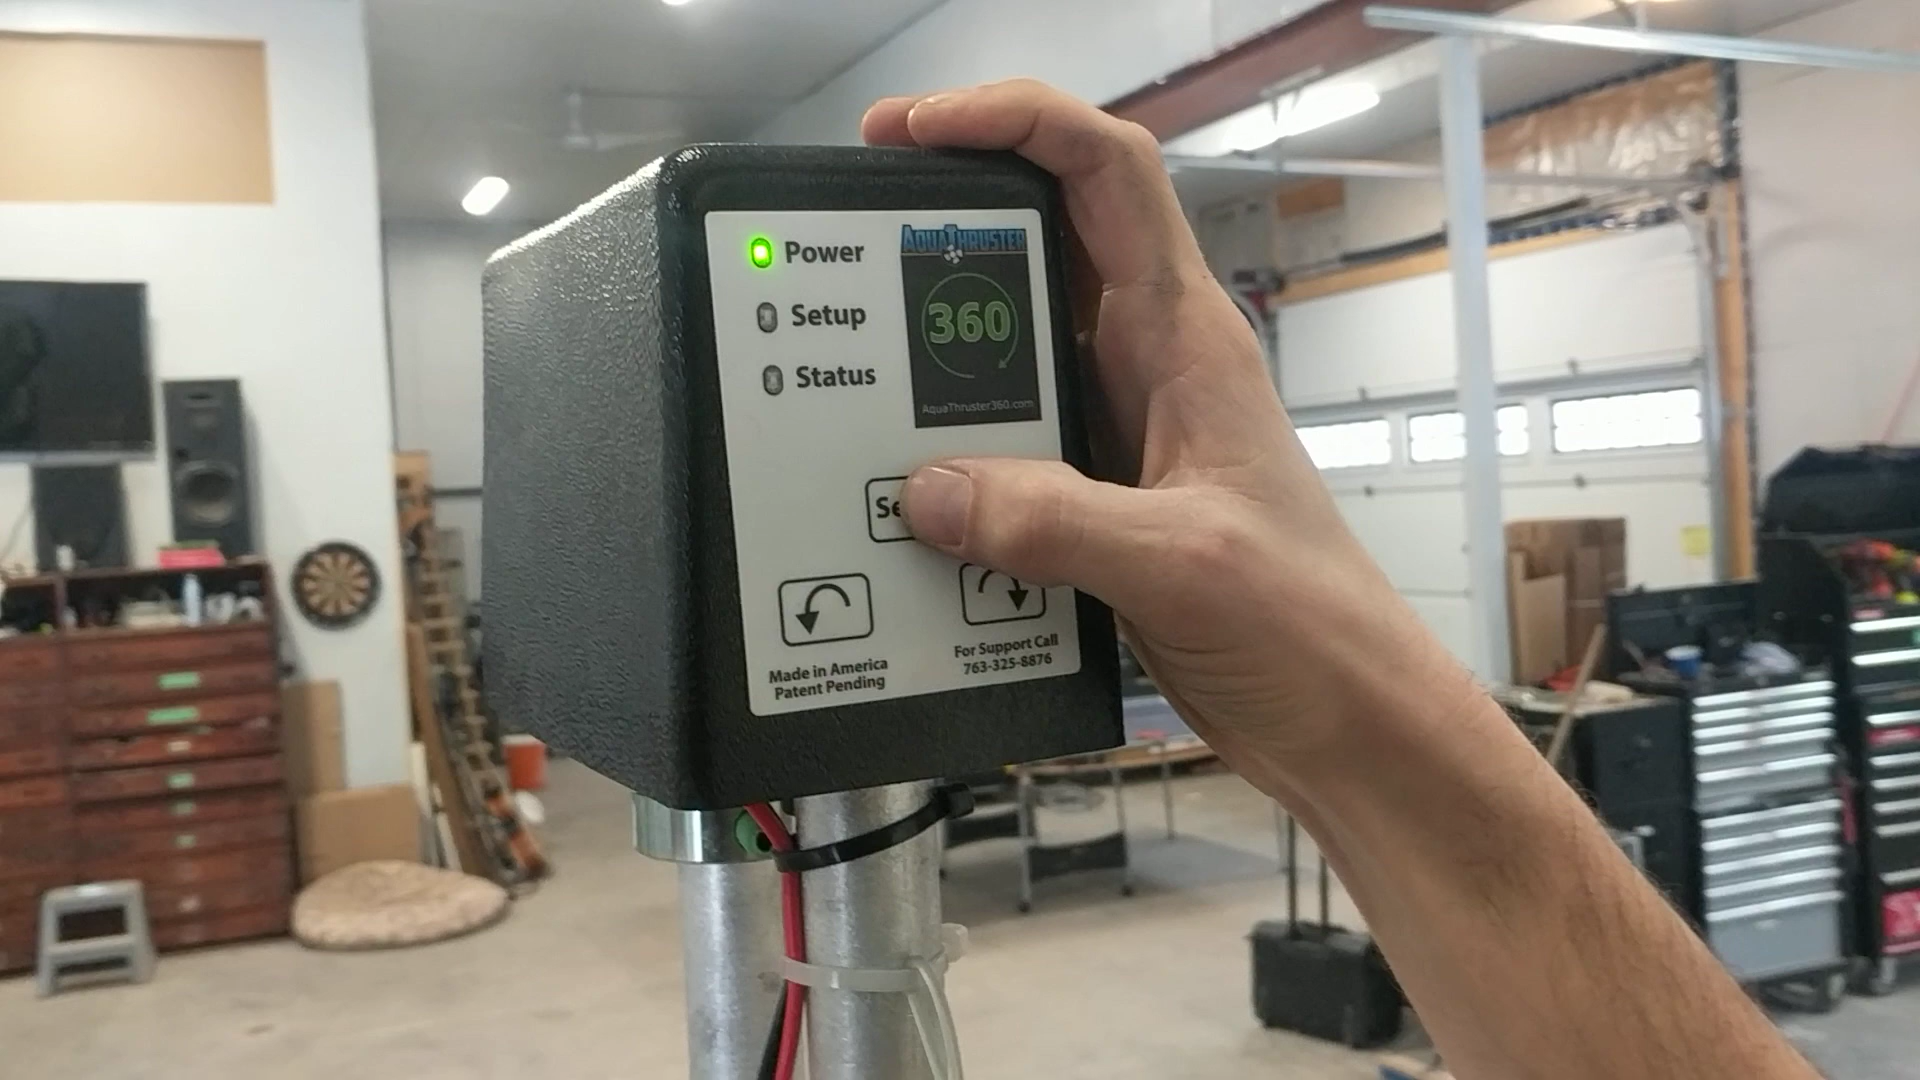 Power
Setup
Status
AQUATHRUSTER
360
AquaThruster360.com
Se
Made in America
Patent Pending
For Support Call
763-325-8876